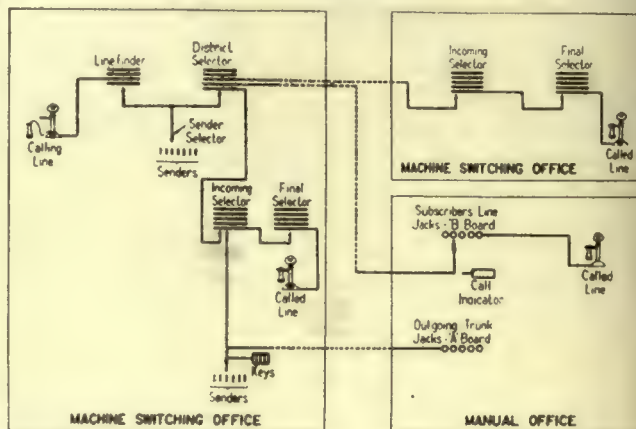 Line Finder
District
Selector
Calling
Line
Sender
Selector
Senders
Incoming
Selector
Final
Selector
Called
Line
Keys
Senders
MACHINE SWITCHING OFFICE
Incoming
Selector
Final
Selector
Called
Line
MACHINE SWITCHING OFFICE
Subscribers Line
Jacks-"B" Board
Called
Line
Call
Indicator
Outgoing Trunk
Jacks-"A" Board
MANUAL OFFICE